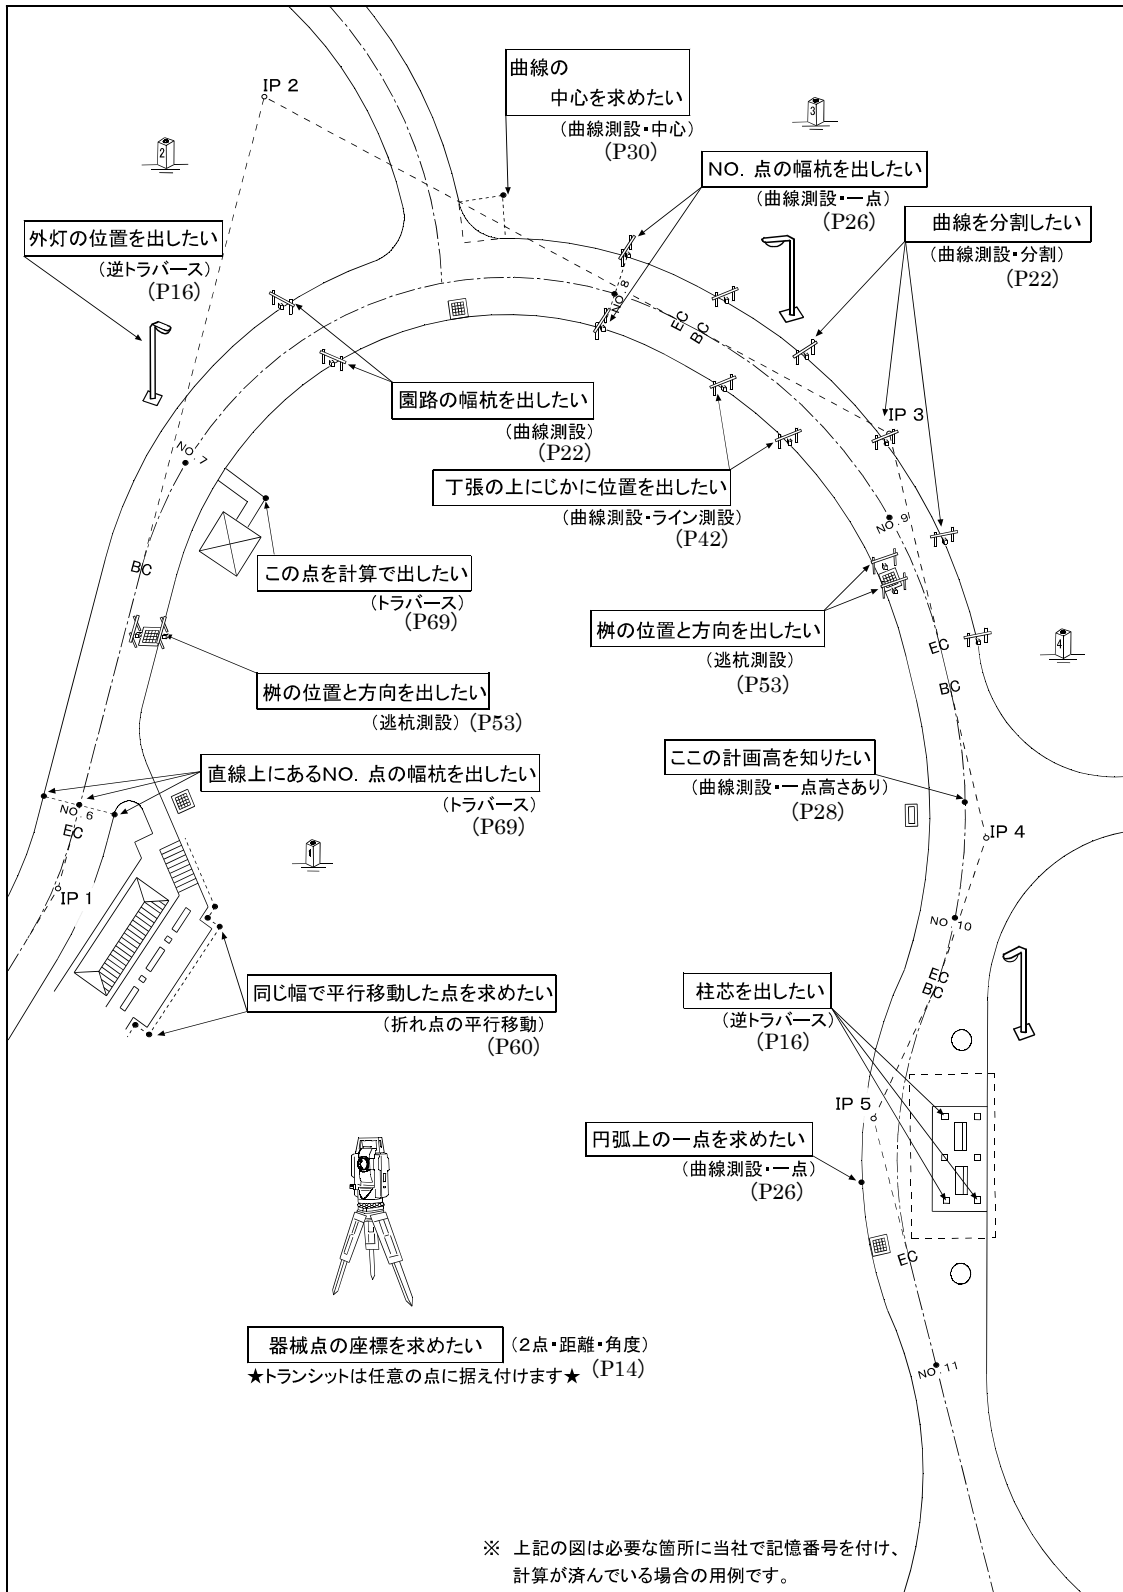 IP 2
曲線の
中心を求めたい
(曲線測設・中心)
(P30)
3
2
NO. 点の幅杭を出したい
(曲線測設・一点)
(P26)
曲線を分割したい
(曲線測設・分割)
(P22)
外灯の位置を出したい
(逆トラバース)
(P16)
NO. 8
EC
BC
園路の幅杭を出したい
(曲線測設)
(P22)
IP 3
NO. 7
丁張の上にじかに位置を出したい
(曲線測設・ライン測設)
(P42)
NO. 9
BC
この点を計算で出したい
(トラバース)
(P69)
桝の位置と方向を出したい
(逃杭測設)
(P53)
EC
4
BC
桝の位置と方向を出したい
(逃杭測設) (P53)
ここの計画高を知りたい
(曲線測設・一点高さあり)
(P28)
直線上にあるNO. 点の幅杭を出したい
(トラバース)
(P69)
NO. 6
EC
1
IP 4
IP 1
NO. 10
EC
BC
同じ幅で平行移動した点を求めたい
(折れ点の平行移動)
(P60)
柱芯を出したい
(逆トラバース)
(P16)
IP 5
円弧上の一点を求めたい
(曲線測設・一点)
(P26)
EC
器械点の座標を求めたい (2点・距離・角度)
★トランシットは任意の点に据え付けます★ (P14)
NO. 11
※ 上記の図は必要な箇所に当社で記憶番号を付け、
計算が済んでいる場合の用例です。